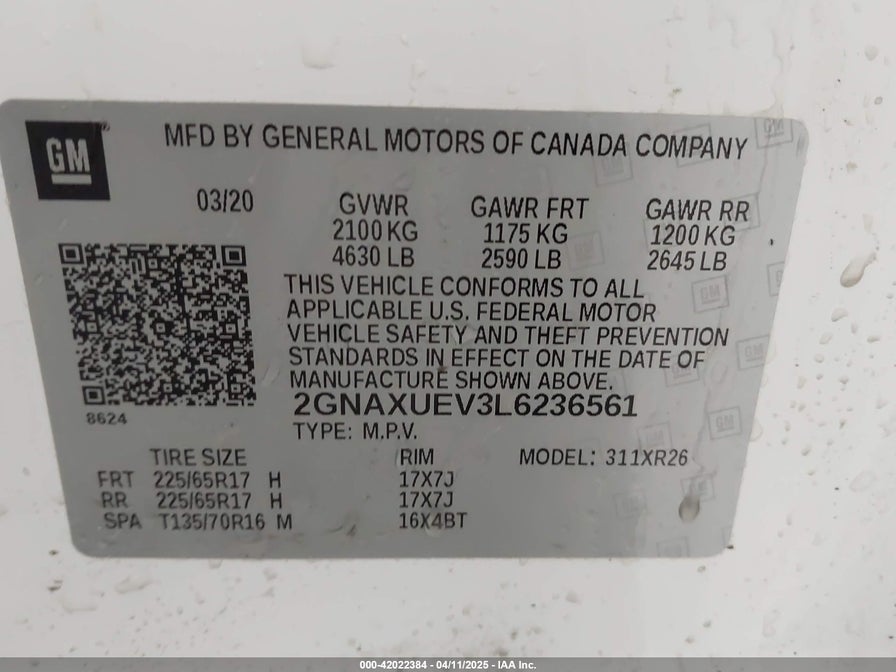 GM
MFD BY GENERAL MOTORS OF CANADA COMPANY
03/20 GVWR GAWR FRT GAWR RR
2100 KG 1175 KG 1200 KG
4630 LB 2590 LB 2645 LB
THIS VEHICLE CONFORMS TO ALL
APPLICABLE U.S. FEDERAL MOTOR
VEHICLE SAFETY AND THEFT PREVENTION
STANDARDS IN EFFECT ON THE DATE OF
MANUFACTURE SHOWN ABOVE.
8624
2GNAXUEV3L6236561
TYPE: M.P.V.
TIRE SIZE RIM MODEL: 311XR26
FRT 225/65R17 H 17X7J
RR 225/65R17 H 17X7J
SPA T135/70R16 M 16X4BT
000-42022384 - 04/11/2025 - IAA Inc.